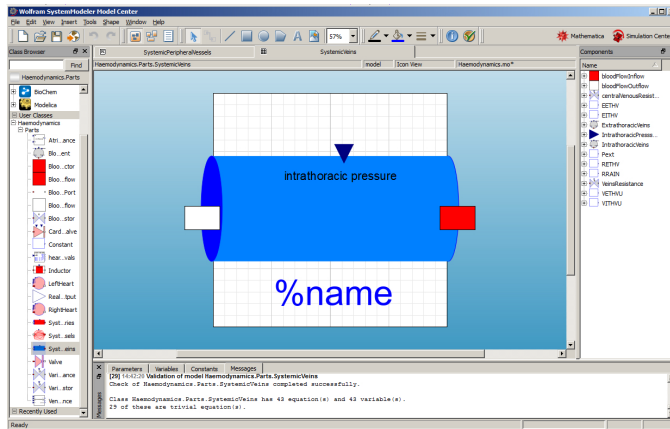 Wolfram SystemModeler Model Center
File Edit View Insert Tools Shape Window Help
57%
Mathematica
Simulation Cente
Class Browser
SystemicPeripheralVessels
SystemicVeins
Components
Find
Haemodynamics.Parts.SystemicVeins
model
Icon View
Haemodynamics.mo*
Name
Haemodynamics.Parts
BioChem
Modelica
User Classes
Haemodynamics
Parts
Atri...ance
Blo...ent
Bloo...ctor
Bloo...flow
Bloo...Port
Bloo...flow
Bloo...stor
Card...alve
Constant
hear...vals
Inductor
LeftHeart
Real...tput
RightHeart
Syst...ries
Syst...sels
Syst...eins
Valve
Vari...ance
Vari...stor
Ven...nce
Recently Used
intrathoracic pressure
%name
bloodFlowInflow
bloodFlowOutflow
centralVenousResist...
EETHV
EITHV
ExtrathoracicVeins
IntrathoracicPressu...
IntrathoracicVeins
Pext
RETHV
RRAIN
VeinsResistance
VETHVU
VITHVU
Parameters
Variables
Constants
Messages
Messages
[29] 14:42:20 Validation of model Haemodynamics.Parts.SystemicVeins
Check of Haemodynamics.Parts.SystemicVeins completed successfully.
Class Haemodynamics.Parts.SystemicVeins has 43 equation(s) and 43 variable(s).
29 of these are trivial equation(s).
Ready